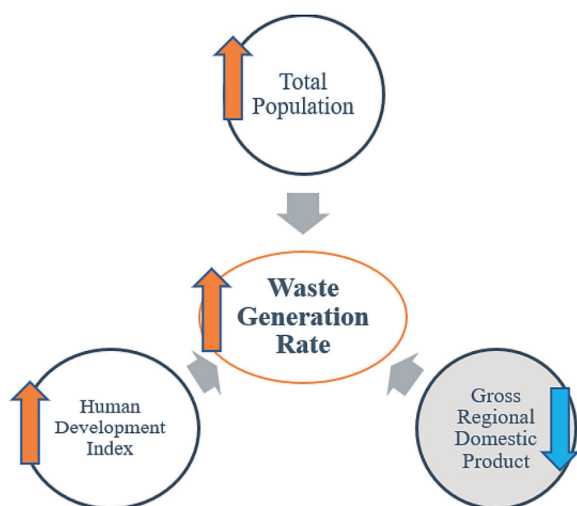 Total
Population
Waste
Generation
Rate
Human
Development
Index
Gross
Regional
Domestic
Product